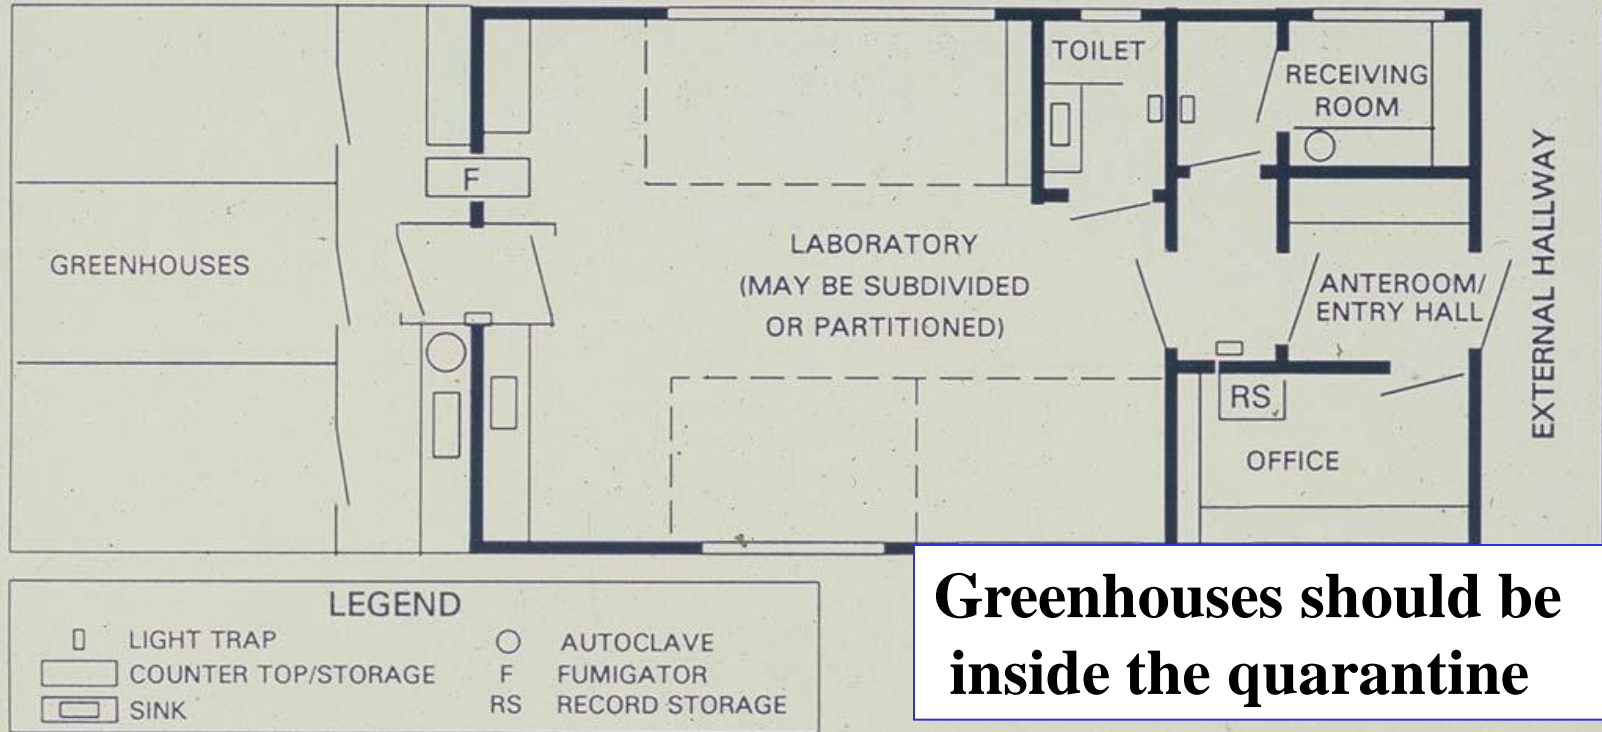 TOILET
RECEIVING
ROOM
F
GREENHOUSES
LABORATORY
(MAY BE SUBDIVIDED
OR PARTITIONED)
ANTEROOM/
ENTRY HALL
EXTERNAL HALLWAY
RS
OFFICE
LEGEND
LIGHT TRAP
COUNTER TOP/STORAGE
SINK
AUTOCLAVE
F FUMIGATOR
RS RECORD STORAGE
Greenhouses should be
inside the quarantine